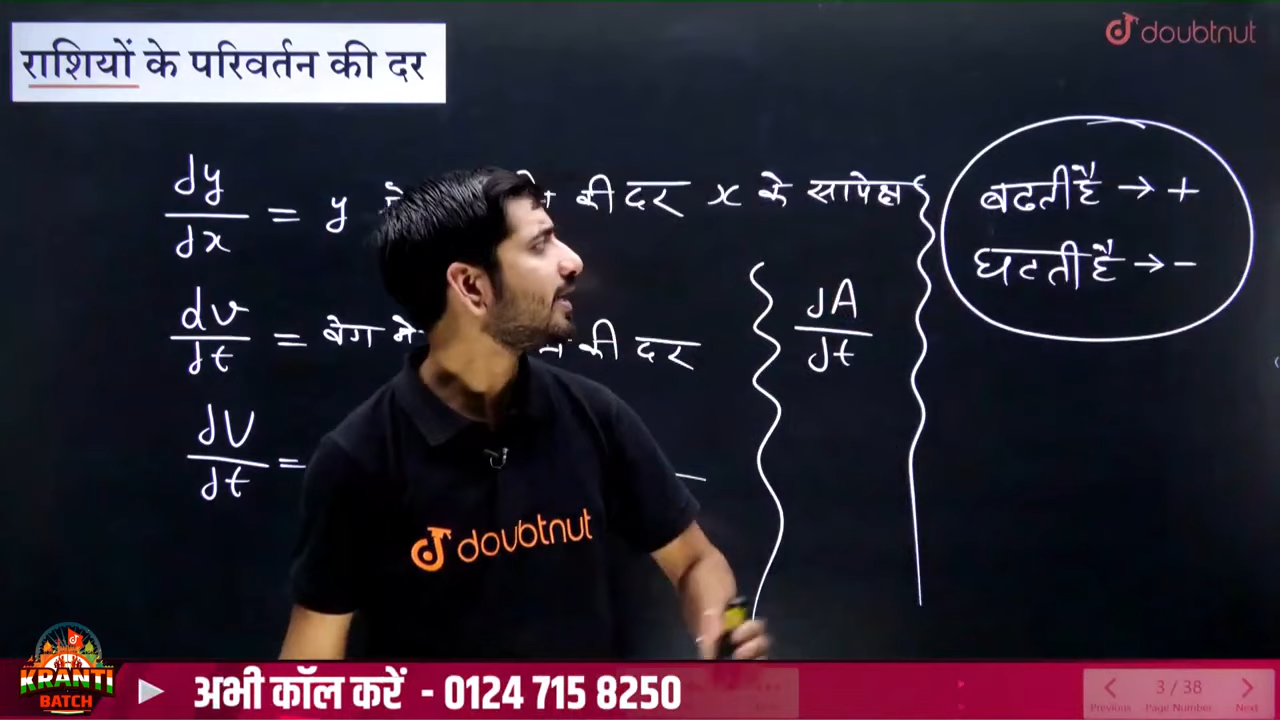 राशियों के परिवर्तन की दर
doubtnut
dy/dx = y की दर x के सापेक्ष
बढती है → +
घटती है → -
dv/dt = वेग में की दर
dA/dt
dV/dt =
doubtnut
KRANTI
BATCH
अभी कॉल करें - 0124 715 8250
3 / 38
Previous Page Number Next